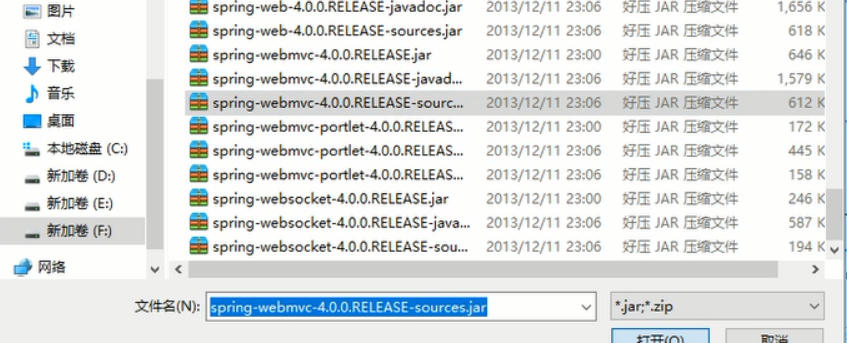 图片
文档
下载
音乐
桌面
本地磁盘 (C:)
新加卷 (D:)
新加卷 (E:)
新加卷 (F:)
网络
spring-web-4.0.0.RELEASE-javadoc.jar 2013/12/11 23:06 好压 JAR 压缩文件 1,656 K
spring-web-4.0.0.RELEASE-sources.jar 2013/12/11 23:06 好压 JAR 压缩文件 618 K
spring-webmvc-4.0.0.RELEASE.jar 2013/12/11 23:00 好压 JAR 压缩文件 646 K
spring-webmvc-4.0.0.RELEASE-javad... 2013/12/11 23:06 好压 JAR 压缩文件 1,579 K
spring-webmvc-4.0.0.RELEASE-sourc... 2013/12/11 23:06 好压 JAR 压缩文件 612 K
spring-webmvc-portlet-4.0.0.RELEAS... 2013/12/11 23:00 好压 JAR 压缩文件 172 K
spring-webmvc-portlet-4.0.0.RELEAS... 2013/12/11 23:06 好压 JAR 压缩文件 445 K
spring-webmvc-portlet-4.0.0.RELEAS... 2013/12/11 23:06 好压 JAR 压缩文件 158 K
spring-websocket-4.0.0.RELEASE.jar 2013/12/11 23:00 好压 JAR 压缩文件 246 K
spring-websocket-4.0.0.RELEASE-java... 2013/12/11 23:06 好压 JAR 压缩文件 587 K
spring-websocket-4.0.0.RELEASE-sou... 2013/12/11 23:06 好压 JAR 压缩文件 194 K
文件名(N): spring-webmvc-4.0.0.RELEASE-sources.jar *.jar;*.zip
打开(O) 取消